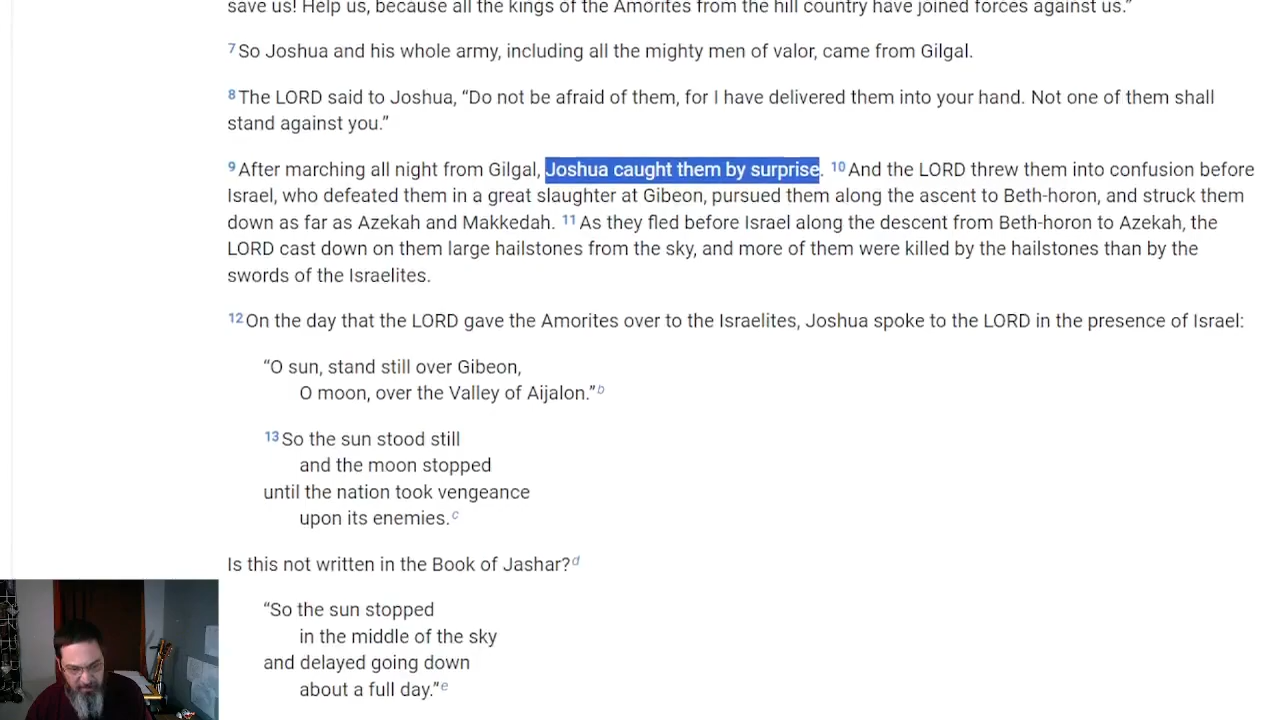 save us! Help us, because all the kings of the Amorites from the hill country have joined forces against us.”
7 So Joshua and his whole army, including all the mighty men of valor, came from Gilgal.
8 The LORD said to Joshua, “Do not be afraid of them, for I have delivered them into your hand. Not one of them shall
stand against you.”
9 After marching all night from Gilgal, Joshua caught them by surprise. 10 And the LORD threw them into confusion before
Israel, who defeated them in a great slaughter at Gibeon, pursued them along the ascent to Beth-horon, and struck them
down as far as Azekah and Makkedah. 11 As they fled before Israel along the descent from Beth-horon to Azekah, the
LORD cast down on them large hailstones from the sky, and more of them were killed by the hailstones than by the
swords of the Israelites.
12 On the day that the LORD gave the Amorites over to the Israelites, Joshua spoke to the LORD in the presence of Israel:
“O sun, stand still over Gibeon,
O moon, over the Valley of Aijalon.” b
13 So the sun stood still
and the moon stopped
until the nation took vengeance
upon its enemies. c
Is this not written in the Book of Jashar? d
“So the sun stopped
in the middle of the sky
and delayed going down
about a full day.” e